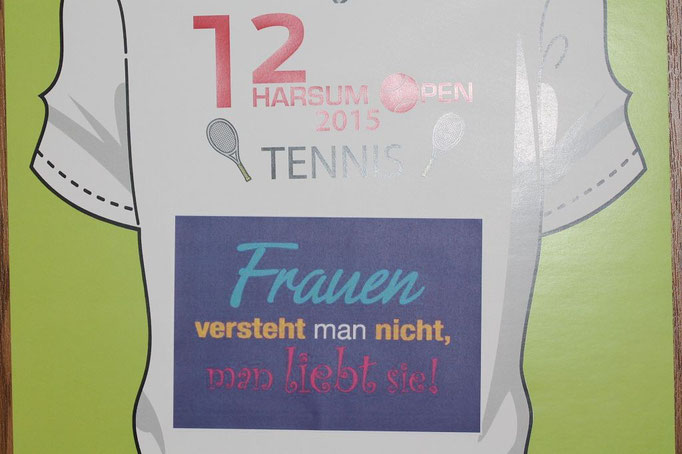 12
HARSUM OPEN
2015
TENNIS
Frauen
versteht man nicht,
man liebt sie!